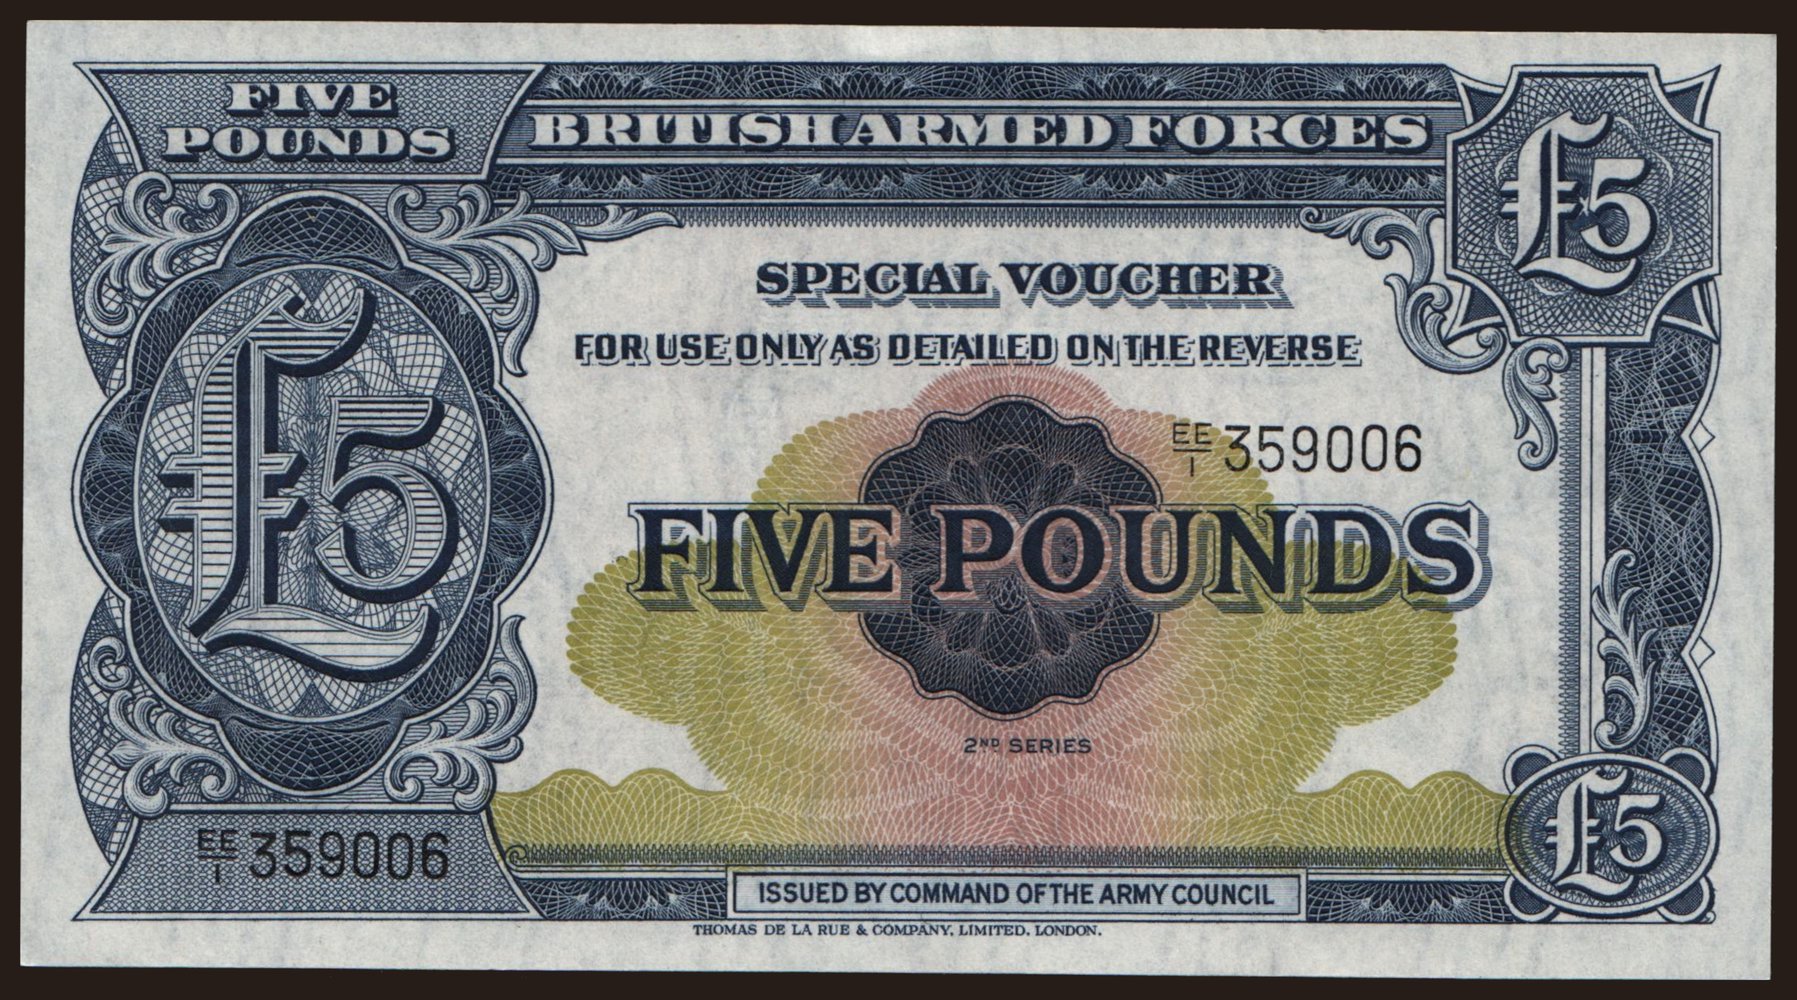 FIVE
POUNDS
BRITISH ARMED FORCES
£5
SPECIAL VOUCHER
FOR USE ONLY AS DETAILED ON THE REVERSE
£5
EE/1 359006
FIVE POUNDS
2ND SERIES
EE/1 359006
£5
ISSUED BY COMMAND OF THE ARMY COUNCIL
THOMAS DE LA RUE & COMPANY, LIMITED. LONDON.